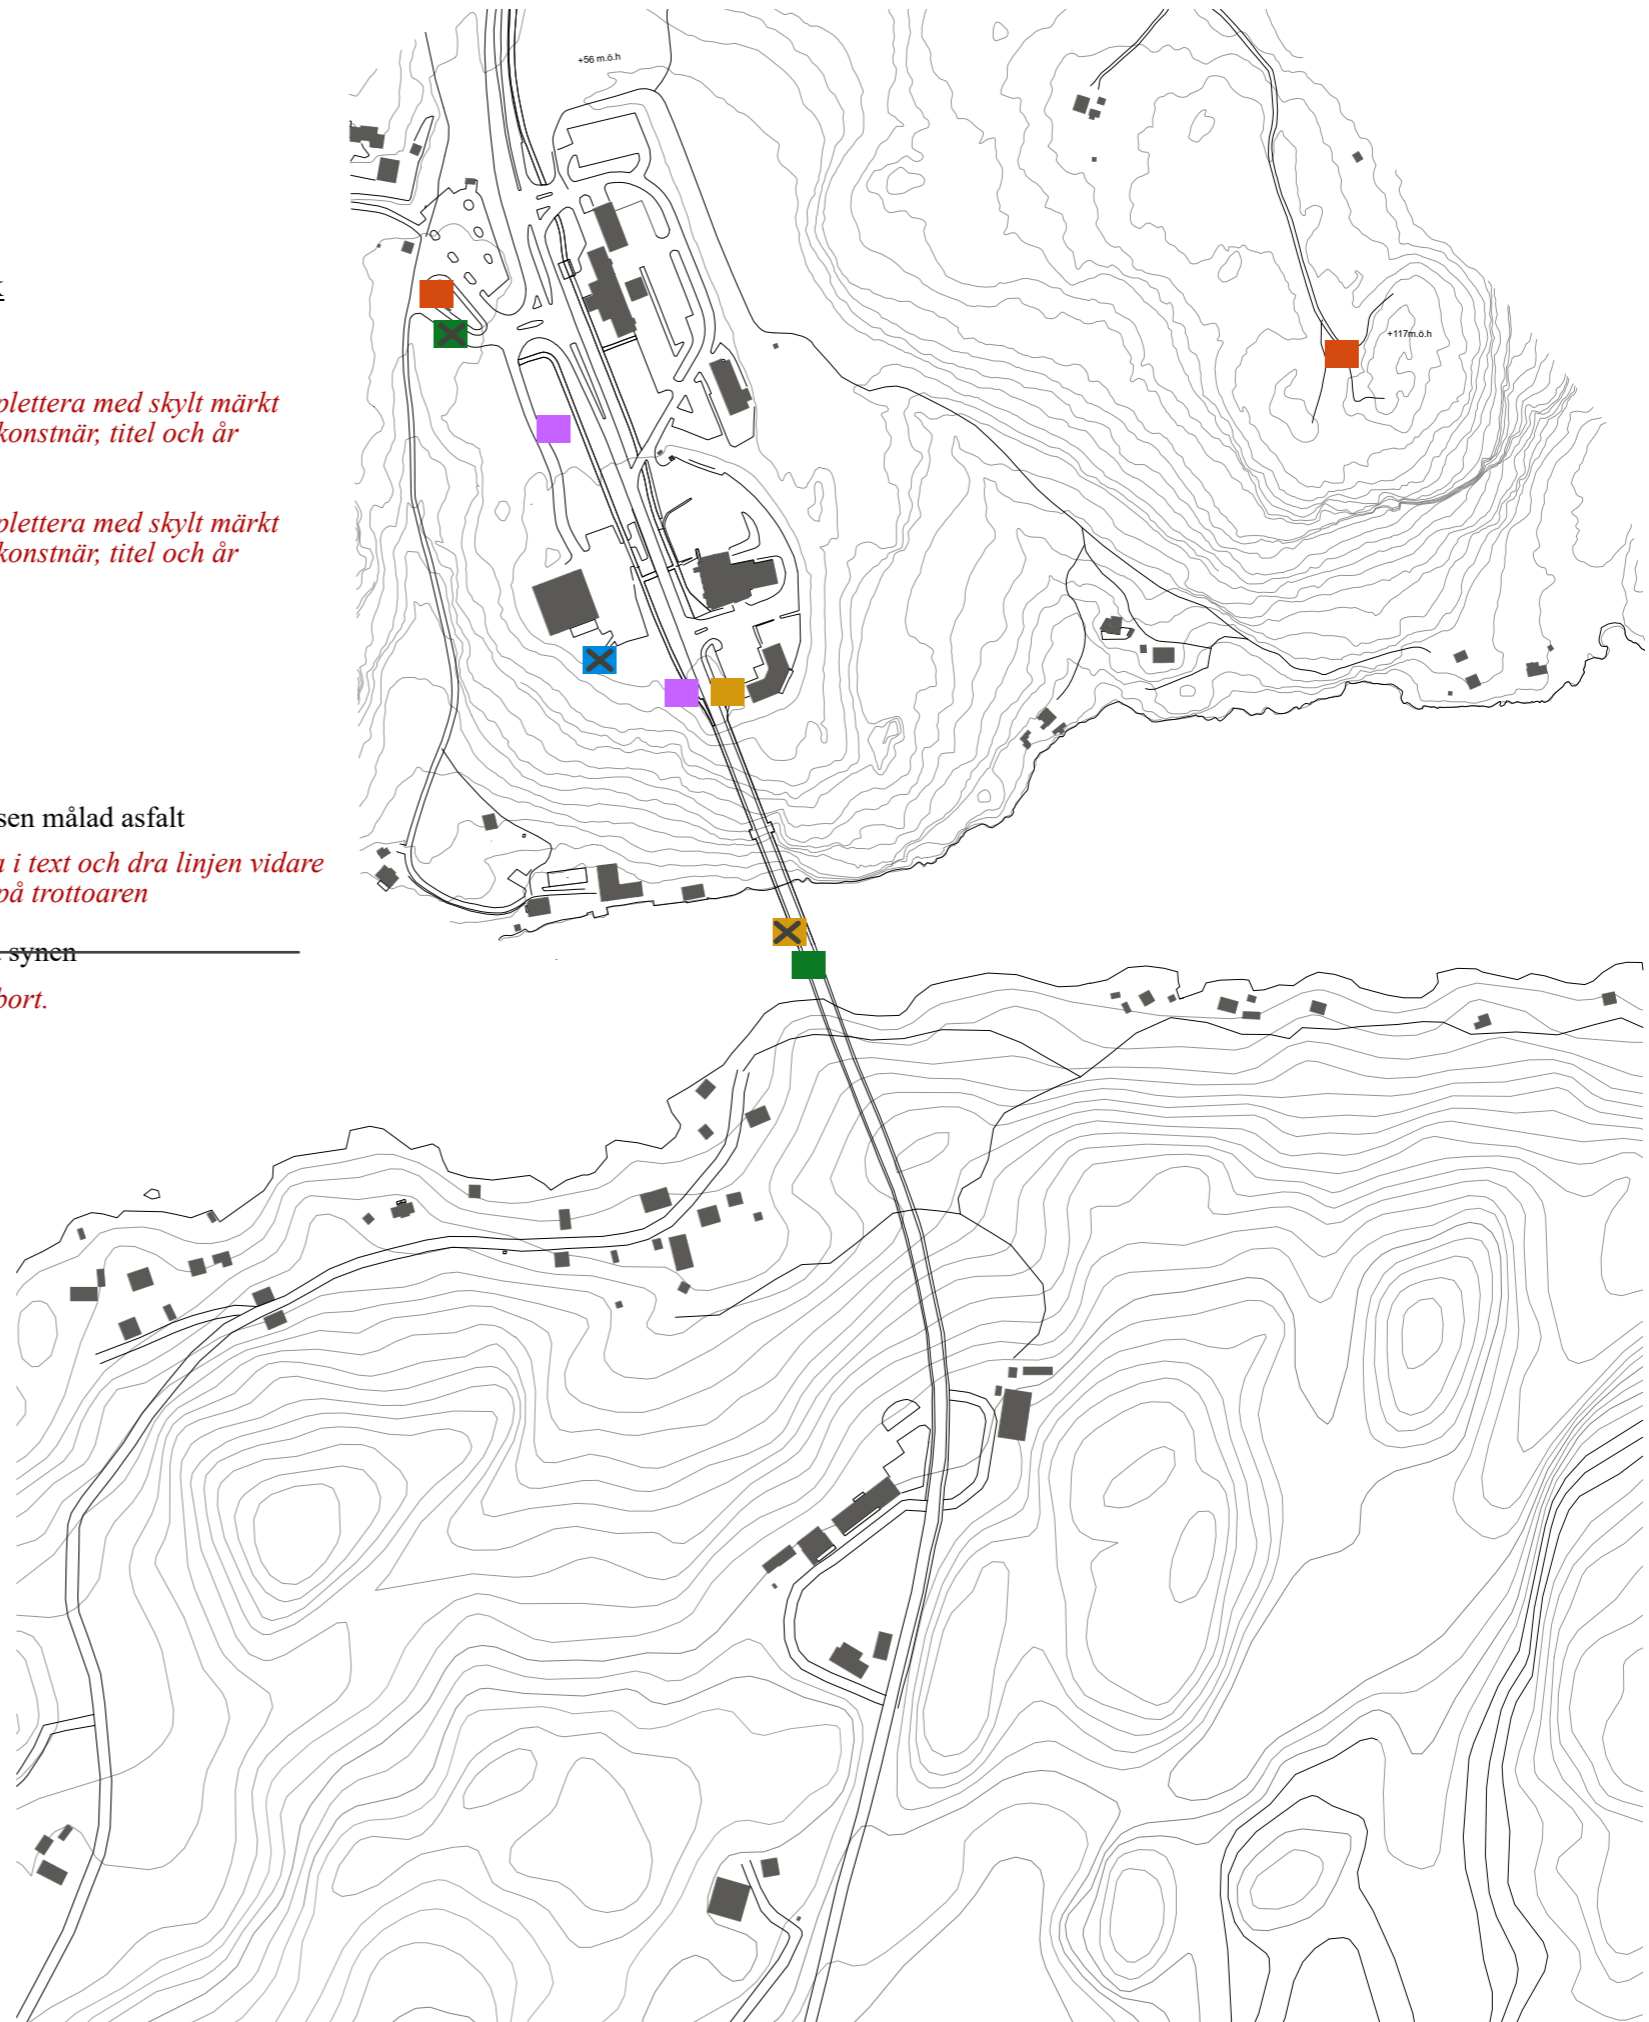 +56 m.ö.h
+117m.ö.h
plettera med skylt märkt
konstnär, titel och år
plettera med skylt märkt
konstnär, titel och år
sen målad asfalt
i text och dra linjen vidare
på trottoaren
synen
bort.